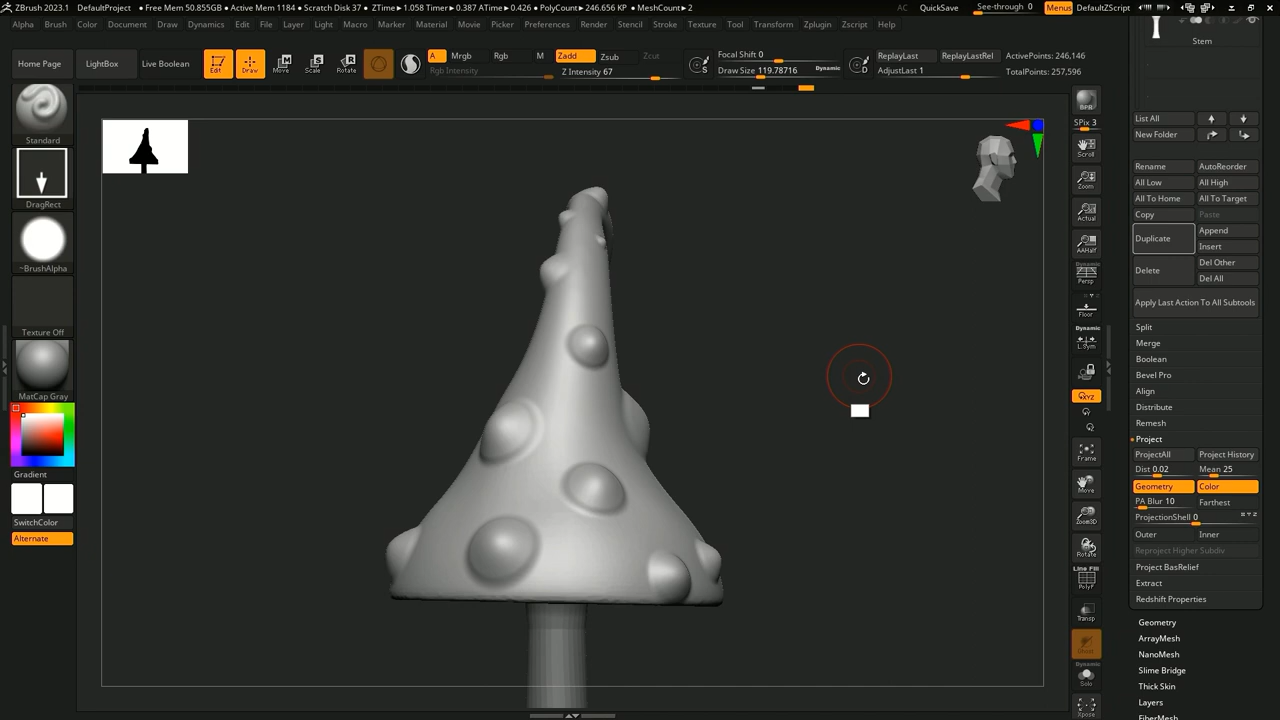 ZBrush 2023.1 DefaultProject • Free Mem 50.855GB • Active Mem 1184 • Scratch Disk 37 • ZTime▸ 1.058 Timer▸ 0.387 ATime▸ 0.426 • PolyCount▸ 246.656 KP • MeshCount▸ 2 AC QuickSave See-through 0 Menus DefaultZScript
Alpha Brush Color Document Draw Dynamics Edit File Layer Light Macro Marker Material Movie Picker Preferences Render Stencil Stroke Texture Tool Transform Zplugin Zscript Help
Home Page LightBox Live Boolean Edit Draw Move Scale Rotate
A Mrgb Rgb M Zadd Zsub Zcut
Rgb Intensity Z Intensity 67
Focal Shift 0
Draw Size 119.78716 Dynamic
ReplayLast ReplayLastRel ActivePoints: 246,146
AdjustLast 1 TotalPoints: 257,596
Standard
DragRect
~BrushAlpha
Texture Off
MatCap Gray
Gradient
SwitchColor
Alternate
BPR
SPix 3
Scroll
Zoom
Actual
AAHalf
Dynamic
Persp
Floor
Dynamic
L.Sym
XYZ
Frame
Move
Zoom3D
Rotate
Line Fill
PolyF
Transp
Ghost
Dynamic
Solo
Xpose
Stem
List All
New Folder
Rename AutoReorder
All Low All High
All To Home All To Target
Copy Paste
Duplicate Append
Insert
Delete Del Other
Del All
Apply Last Action To All Subtools
Split
Merge
Boolean
Bevel Pro
Align
Distribute
Remesh
Project
ProjectAll Project History
Dist 0.02 Mean 25
Geometry Color
PA Blur 10 Farthest
ProjectionShell 0
Outer Inner
Reproject Higher Subdiv
Project BasRelief
Extract
Redshift Properties
Geometry
ArrayMesh
NanoMesh
Slime Bridge
Thick Skin
Layers
FiberMesh